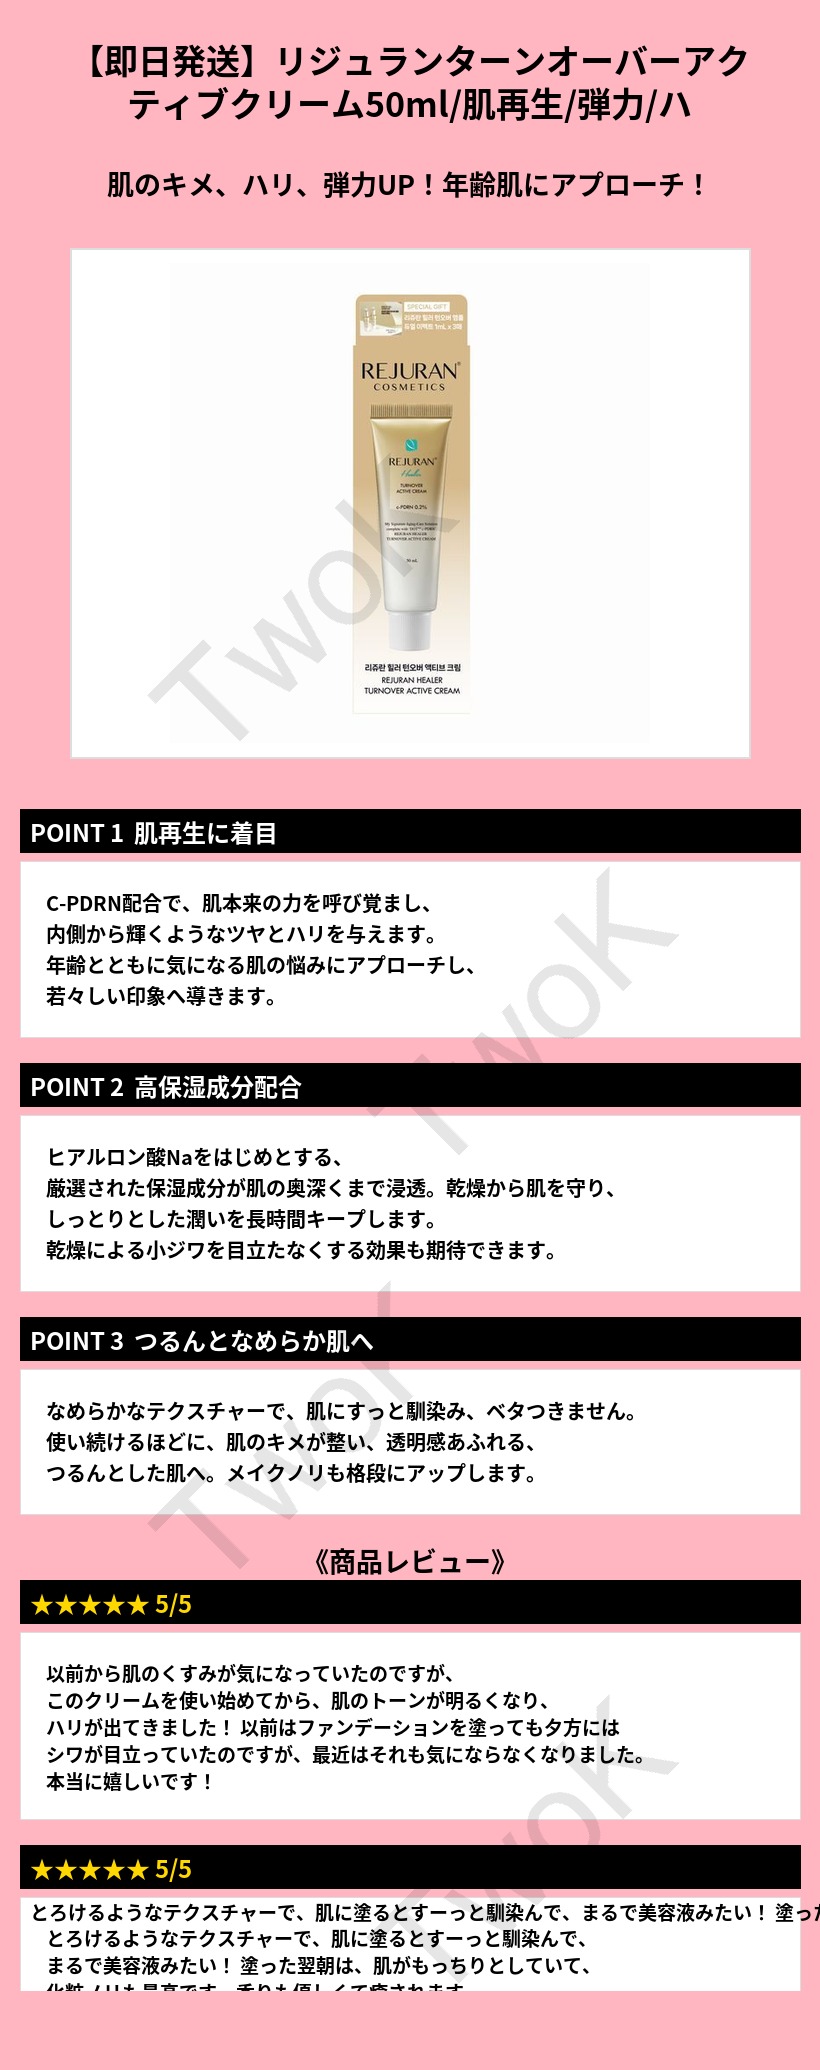 【即日発送】リジュランターンオーバーアク
ティブクリーム50ml/肌再生/弾力/ハ
肌のキメ、ハリ、弾力UP！年齢肌にアプローチ！
SPECIAL GIFT
리쥬란 힐러 턴오버 앰플
듀얼 이펙트 1mL x 3매
REJURAN®
COSMETICS
REJURAN®
Healer
TURNOVER
ACTIVE CREAM
c-PDRN 0.2%
REJURAN HEALER
TURNOVER ACTIVE CREAM
50 mL
리쥬란 힐러 턴오버 액티브 크림
REJURAN HEALER
TURNOVER ACTIVE CREAM
TwoK
POINT 1 肌再生に着目
C-PDRN配合で、肌本来の力を呼び覚まし、
内側から輝くようなツヤとハリを与えます。
年齢とともに気になる肌の悩みにアプローチし、
若々しい印象へ導きます。
TwoK
POINT 2 高保湿成分配合
ヒアルロン酸Naをはじめとする、
厳選された保湿成分が肌の奥深くまで浸透。乾燥から肌を守り、
しっとりとした潤いを長時間キープします。
乾燥による小ジワを目立たなくする効果も期待できます。
POINT 3 つるんとなめらか肌へ
なめらかなテクスチャーで、肌にすっと馴染み、ベタつきません。
使い続けるほどに、肌のキメが整い、透明感あふれる、
つるんとした肌へ。メイクノリも格段にアップします。
TwoK
《商品レビュー》
★★★★★ 5/5
以前から肌のくすみが気になっていたのですが、
このクリームを使い始めてから、肌のトーンが明るくなり、
ハリが出てきました！ 以前はファンデーションを塗っても夕方には
シワが目立っていたのですが、最近はそれも気にならなくなりました。
本当に嬉しいです！
TwoK
★★★★★ 5/5
とろけるようなテクスチャーで、肌に塗るとすーっと馴染んで、まるで美容液みたい！ 塗った
とろけるようなテクスチャーで、肌に塗るとすーっと馴染んで、
まるで美容液みたい！ 塗った翌朝は、肌がもっちりとしていて、
化粧ノリも最高です。香りも優しくて癒されます。